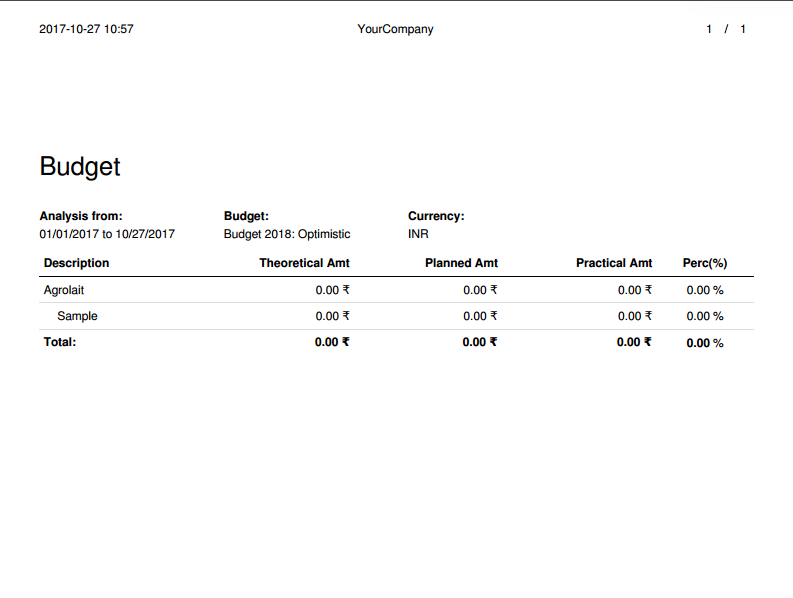 2017-10-27 10:57 YourCompany 1 / 1
Budget
Analysis from: Budget: Currency:
01/01/2017 to 10/27/2017 Budget 2018: Optimistic INR
Description Theoretical Amt Planned Amt Practical Amt Perc(%)
Agrolait 0.00 ₹ 0.00 ₹ 0.00 ₹ 0.00 %
Sample 0.00 ₹ 0.00 ₹ 0.00 ₹ 0.00 %
Total: 0.00 ₹ 0.00 ₹ 0.00 ₹ 0.00 %